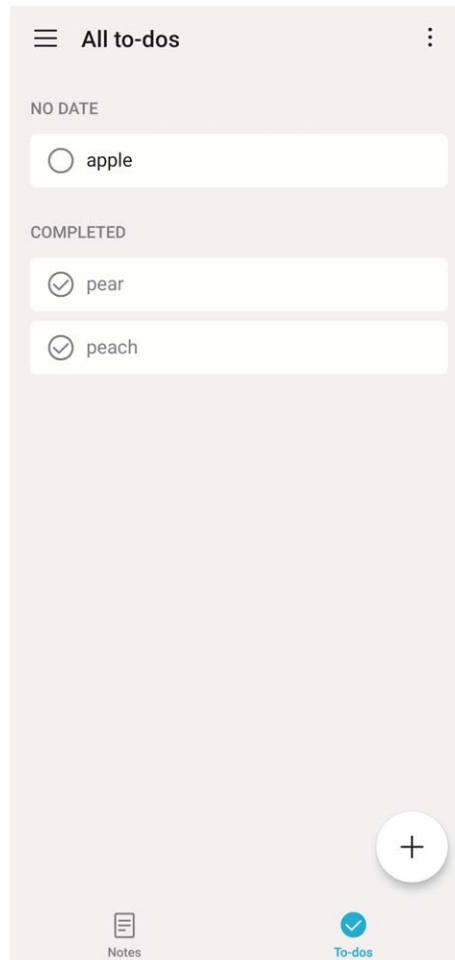 All to-dos
NO DATE
apple
COMPLETED
pear
peach
Notes
To-dos